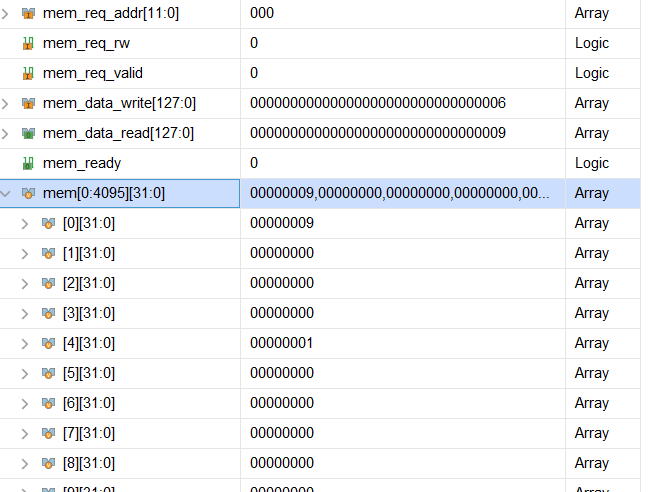 mem_req_addr[11:0] 000 Array
mem_req_rw 0 Logic
mem_req_valid 0 Logic
mem_data_write[127:0] 00000000000000000000000000000006 Array
mem_data_read[127:0] 00000000000000000000000000000009 Array
mem_ready 0 Logic
mem[0:4095][31:0] 00000009,00000000,00000000,00000000,00... Array
[0][31:0] 00000009 Array
[1][31:0] 00000000 Array
[2][31:0] 00000000 Array
[3][31:0] 00000000 Array
[4][31:0] 00000001 Array
[5][31:0] 00000000 Array
[6][31:0] 00000000 Array
[7][31:0] 00000000 Array
[8][31:0] 00000000 Array